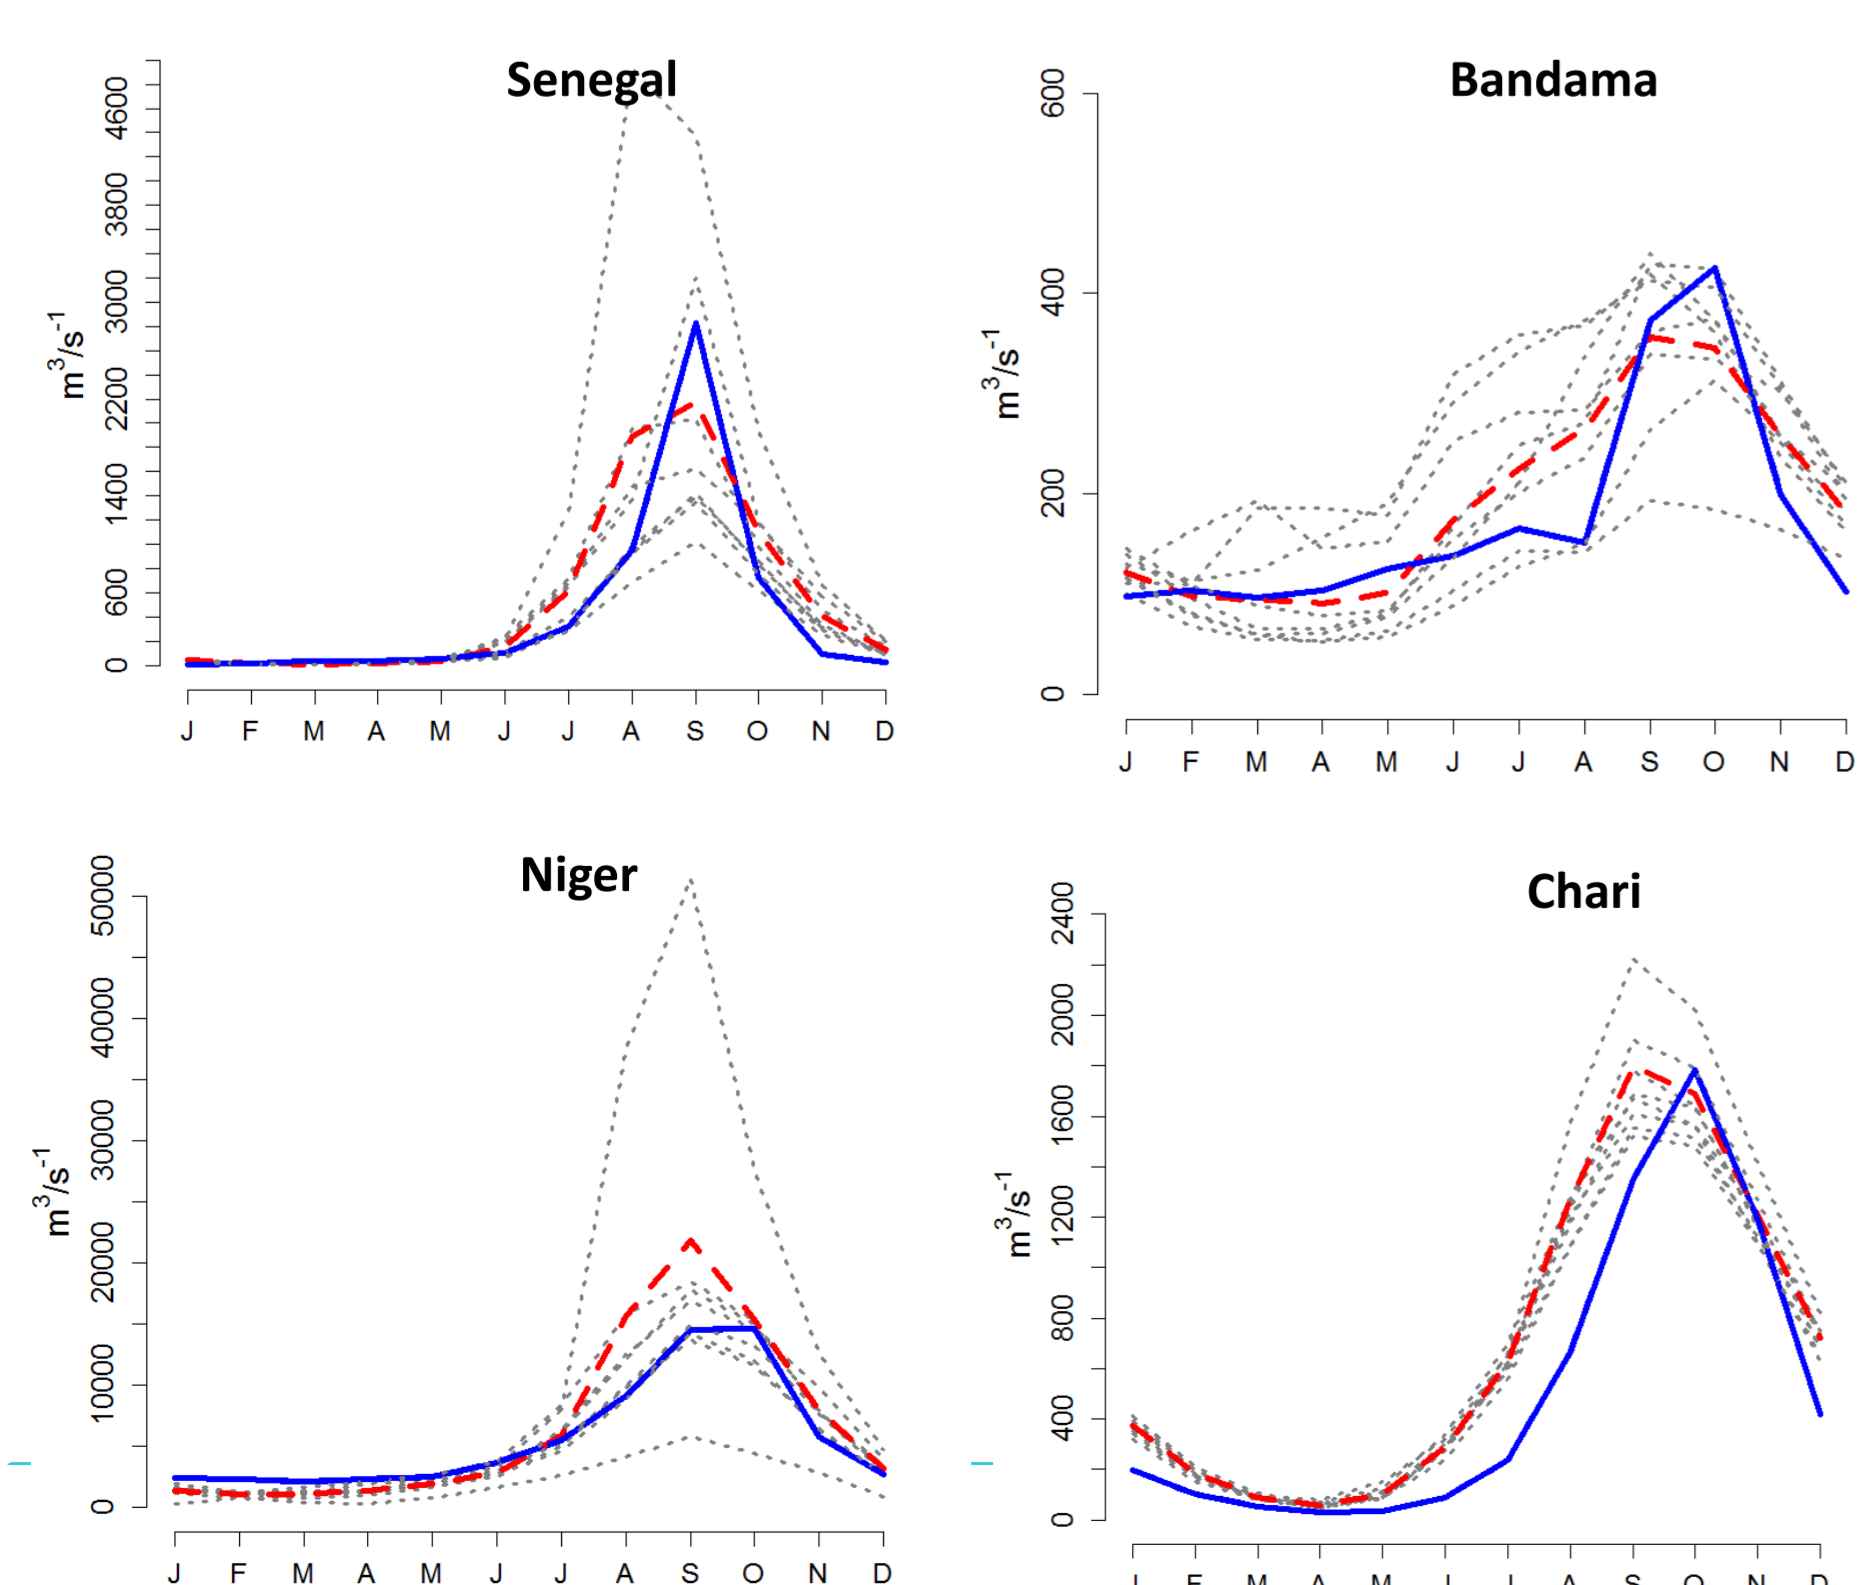 Senegal
m3/s-1
0 600 1400 2200 3000 3800 4600
J F M A M J J A S O N D
Bandama
m3/s-1
0 200 400 600
J F M A M J J A S O N D
Niger
m3/s-1
0 10000 20000 30000 40000 50000
J F M A M J J A S O N D
Chari
m3/s-1
0 400 800 1200 1600 2000 2400
J F M A M J J A S O N D